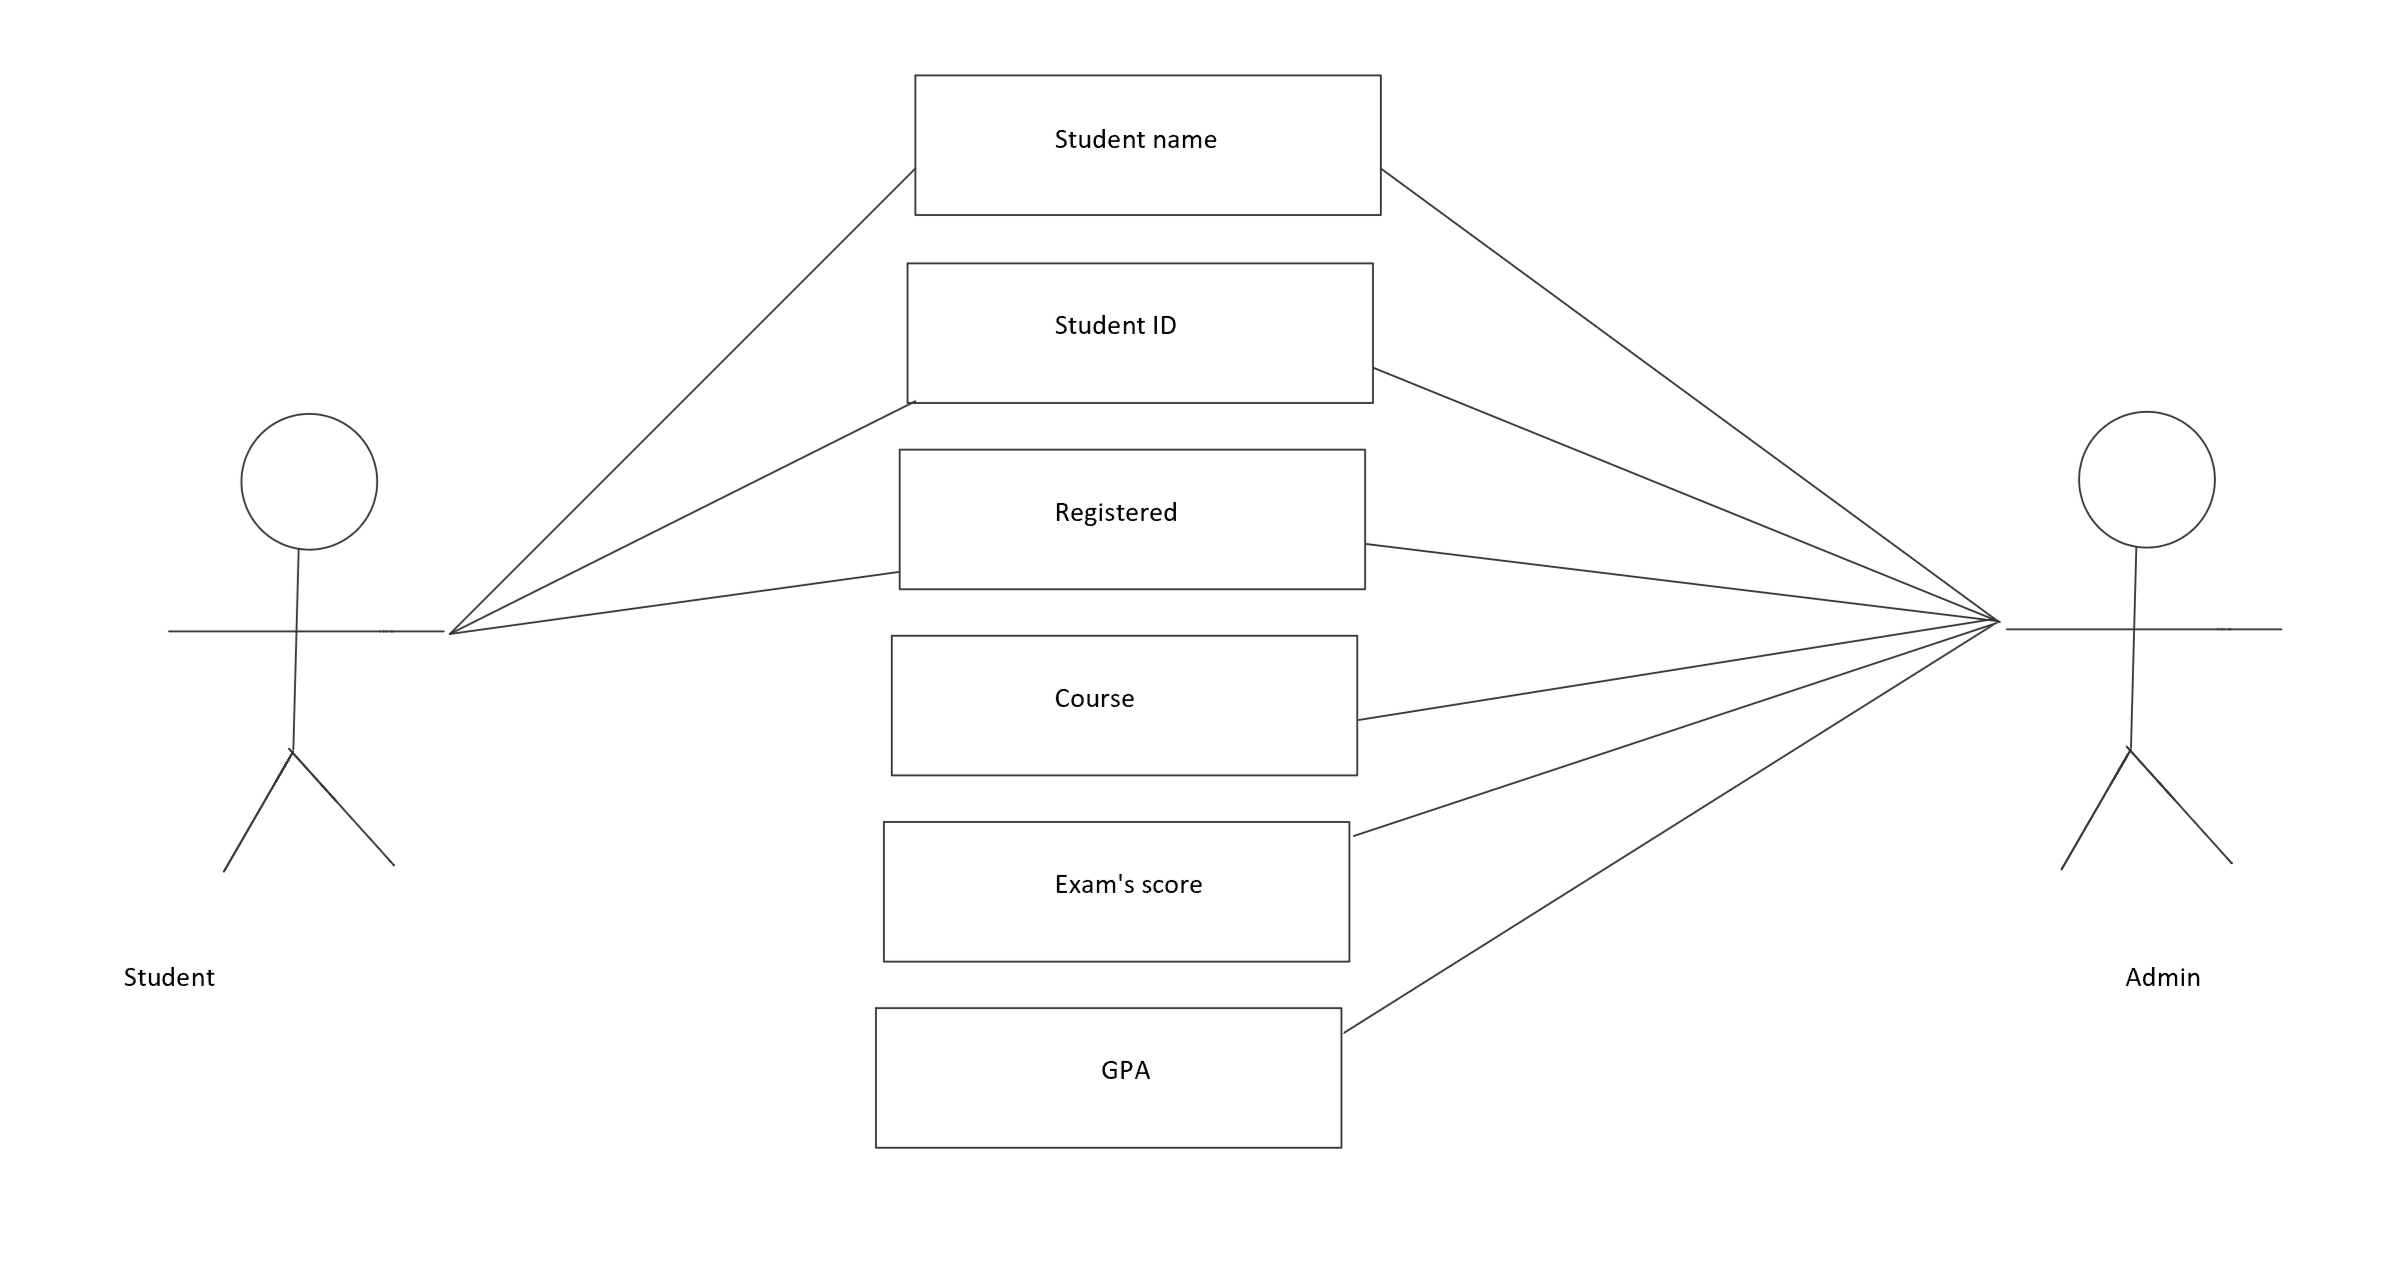 Student name
Student ID
Registered
Course
Exam's score
GPA
Student
Admin